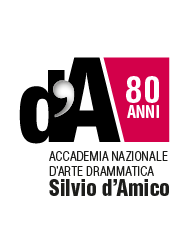 d'A
80
ANNI
ACCADEMIA NAZIONALE
D'ARTE DRAMMATICA
Silvio d'Amico